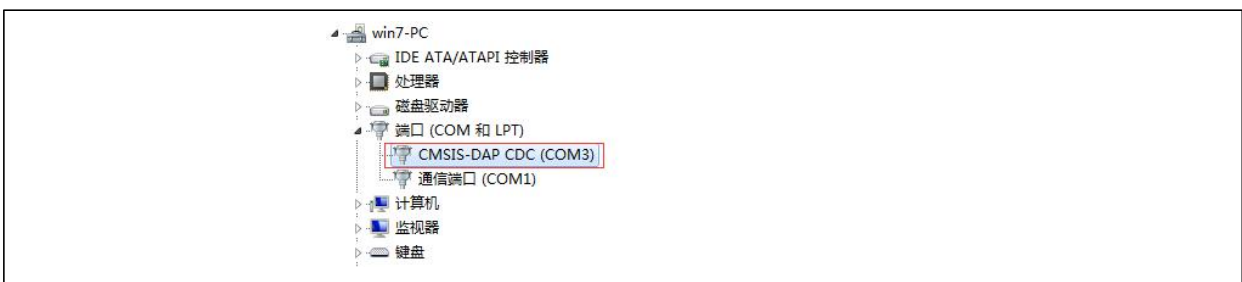 win7-PC
IDE ATA/ATAPI 控制器
处理器
磁盘驱动器
端口 (COM 和 LPT)
CMSIS-DAP CDC (COM3)
通信端口 (COM1)
计算机
监视器
键盘